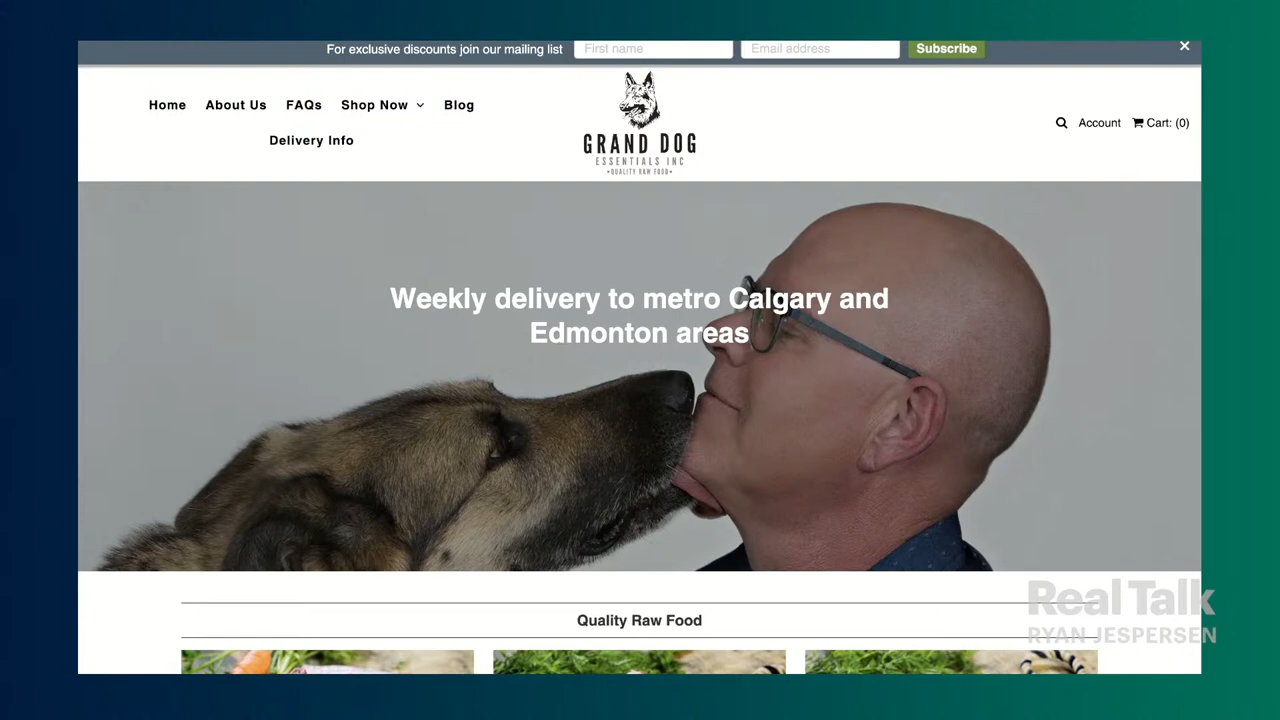 For exclusive discounts join our mailing list First name Email address Subscribe ×
Home About Us FAQs Shop Now Blog
Delivery Info
GRAND DOG
ESSENTIALS INC
•QUALITY RAW FOOD•
Account Cart: (0)
Weekly delivery to metro Calgary and
Edmonton areas
Real Talk
RYAN JESPERSEN
Quality Raw Food